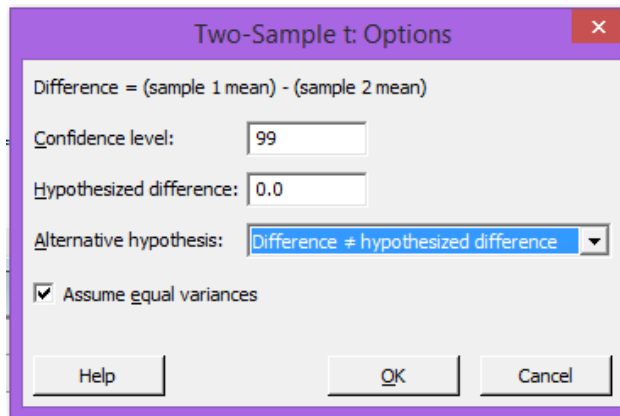 Two-Sample t: Options
Difference = (sample 1 mean) - (sample 2 mean)
Confidence level: 99
Hypothesized difference: 0.0
Alternative hypothesis: Difference ≠ hypothesized difference
Assume equal variances
Help OK Cancel